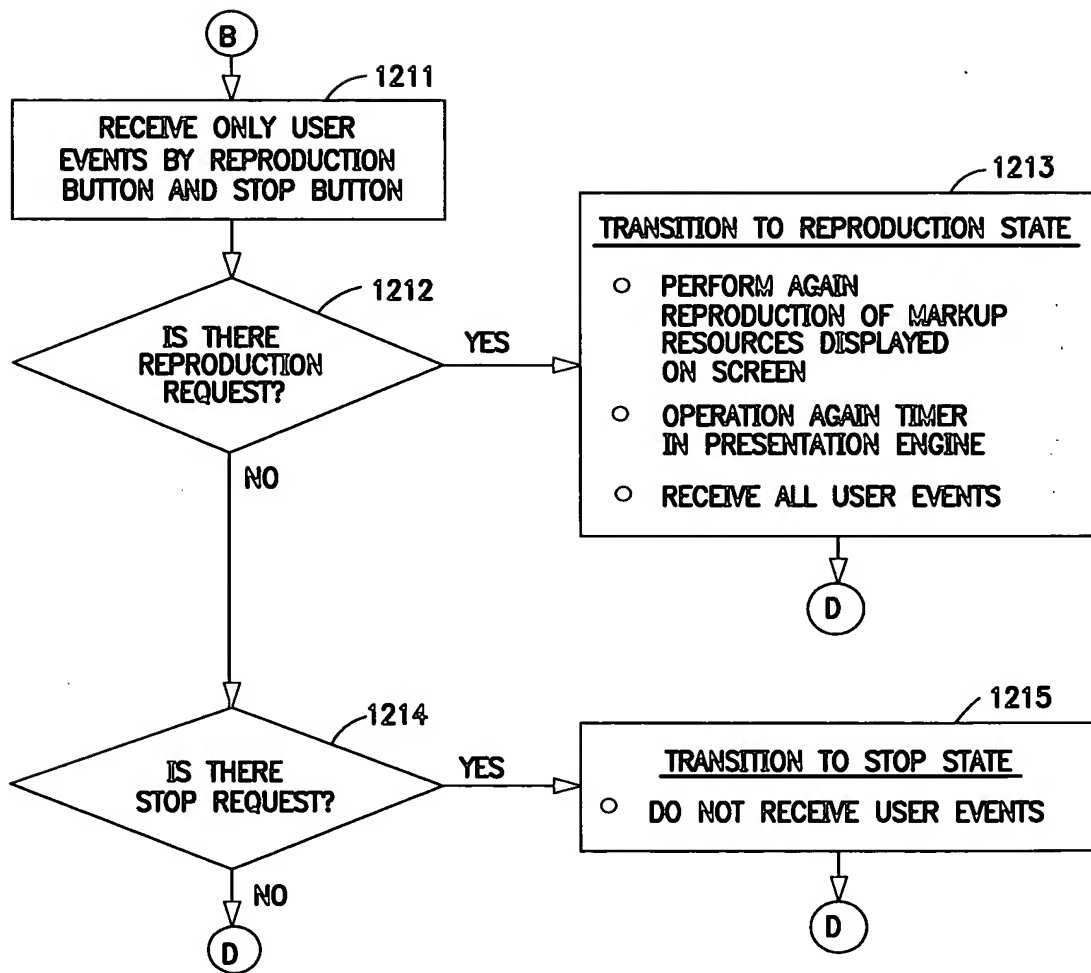 B
1211
RECEIVE ONLY USER
EVENTS BY REPRODUCTION
BUTTON AND STOP BUTTON
1212
IS THERE
REPRODUCTION
REQUEST?
YES
NO
1213
TRANSITION TO REPRODUCTION STATE
○ PERFORM AGAIN
REPRODUCTION OF MARKUP
RESOURCES DISPLAYED
ON SCREEN
○ OPERATION AGAIN TIMER
IN PRESENTATION ENGINE
○ RECEIVE ALL USER EVENTS
D
1214
IS THERE
STOP REQUEST?
YES
NO
D
1215
TRANSITION TO STOP STATE
○ DO NOT RECEIVE USER EVENTS
D